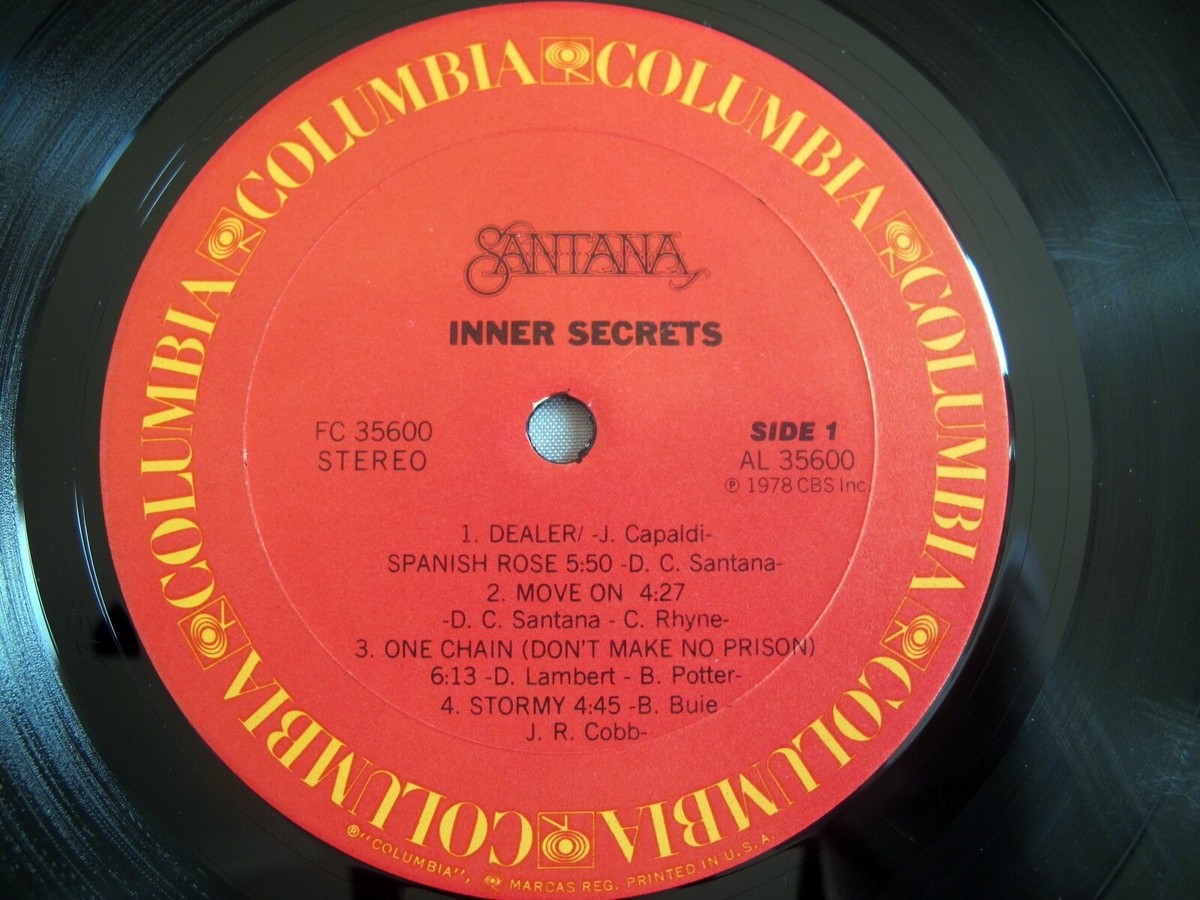 COLUMBIA COLUMBIA COLUMBIA COLUMBIA COLUMBIA COLUMBIA COLUMBIA COLUMBIA
SANTANA
INNER SECRETS
FC 35600
STEREO
SIDE 1
AL 35600
℗ 1978 CBS Inc.
1. DEALER/ -J. Capaldi-
SPANISH ROSE 5:50 -D. C. Santana-
2. MOVE ON 4:27
-D. C. Santana - C. Rhyne-
3. ONE CHAIN (DON'T MAKE NO PRISON)
6:13 -D. Lambert - B. Potter-
4. STORMY 4:45 -B. Buie -
J. R. Cobb-
®"COLUMBIA", MARCAS REG. PRINTED IN U.S.A.